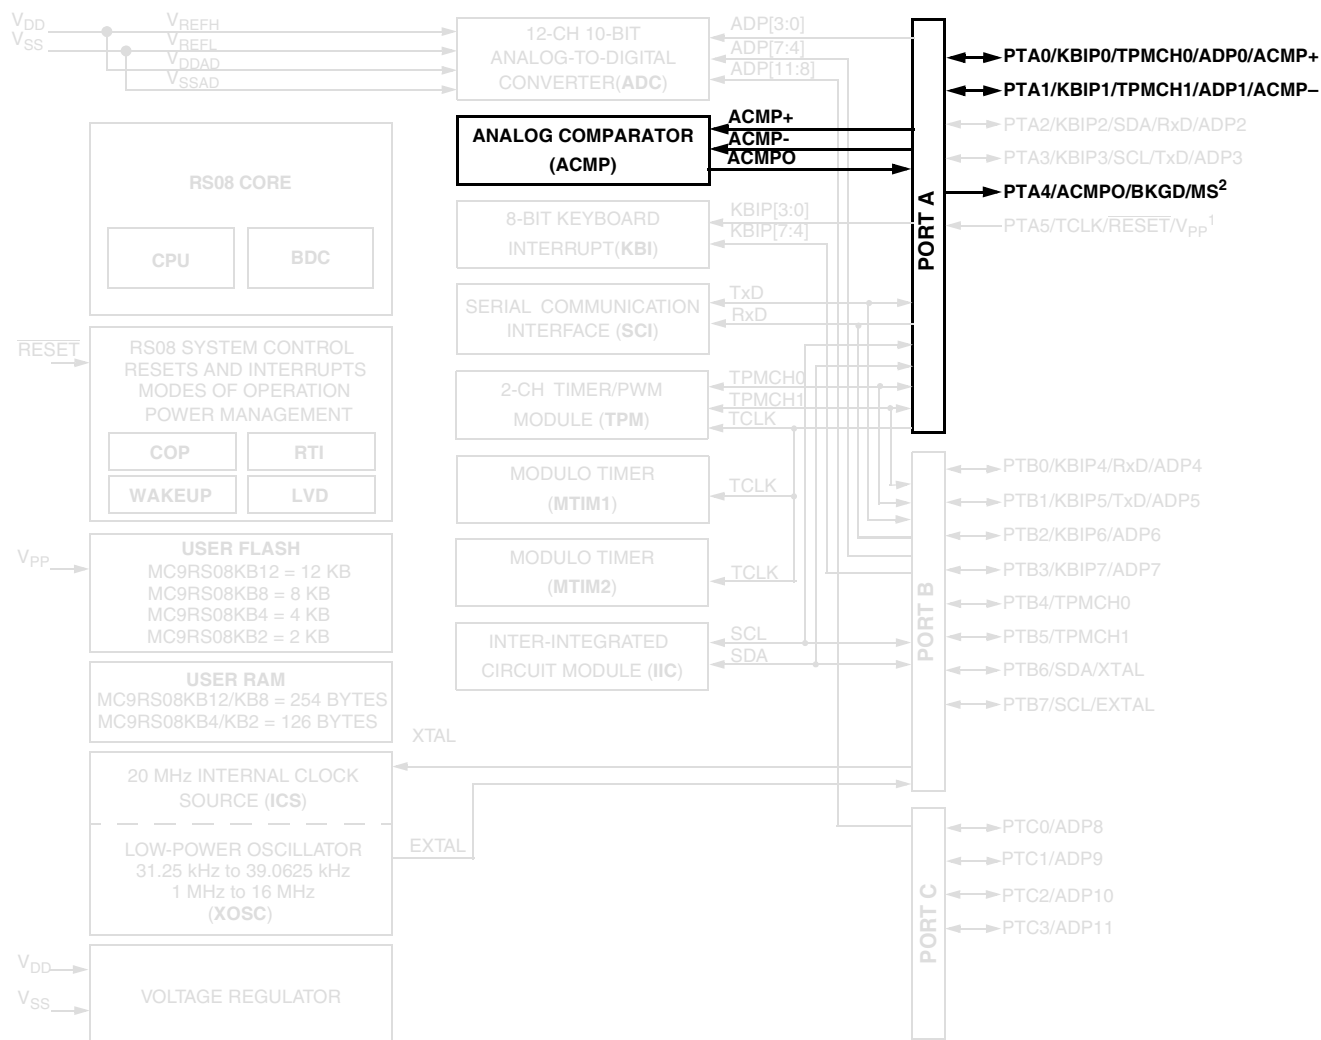 VDD
VSS
VREFH
VREFL
VDDAD
VSSAD
12-CH 10-BIT
ANALOG-TO-DIGITAL
CONVERTER(ADC)
ADP[3:0]
ADP[7:4]
ADP[11:8]
ANALOG COMPARATOR
(ACMP)
ACMP+
ACMP-
ACMPO
8-BIT KEYBOARD
INTERRUPT(KBI)
KBIP[3:0]
KBIP[7:4]
SERIAL COMMUNICATION
INTERFACE (SCI)
TxD
RxD
2-CH TIMER/PWM
MODULE (TPM)
TPMCH0
TPMCH1
TCLK
MODULO TIMER
(MTIM1)
TCLK
MODULO TIMER
(MTIM2)
TCLK
INTER-INTEGRATED
CIRCUIT MODULE (IIC)
SCL
SDA
RS08 CORE
CPU
BDC
RESET
RS08 SYSTEM CONTROL
RESETS AND INTERRUPTS
MODES OF OPERATION
POWER MANAGEMENT
COP
RTI
WAKEUP
LVD
VPP
USER FLASH
MC9RS08KB12 = 12 KB
MC9RS08KB8 = 8 KB
MC9RS08KB4 = 4 KB
MC9RS08KB2 = 2 KB
USER RAM
MC9RS08KB12/KB8 = 254 BYTES
MC9RS08KB4/KB2 = 126 BYTES
XTAL
20 MHz INTERNAL CLOCK
SOURCE (ICS)
EXTAL
LOW-POWER OSCILLATOR
31.25 kHz to 39.0625 kHz
1 MHz to 16 MHz
(XOSC)
VDD
VSS
VOLTAGE REGULATOR
PORT A
PTA0/KBIP0/TPMCH0/ADP0/ACMP+
PTA1/KBIP1/TPMCH1/ADP1/ACMP–
PTA2/KBIP2/SDA/RxD/ADP2
PTA3/KBIP3/SCL/TxD/ADP3
PTA4/ACMPO/BKGD/MS2
PTA5/TCLK/RESET/VPP1
PORT B
PTB0/KBIP4/RxD/ADP4
PTB1/KBIP5/TxD/ADP5
PTB2/KBIP6/ADP6
PTB3/KBIP7/ADP7
PTB4/TPMCH0
PTB5/TPMCH1
PTB6/SDA/XTAL
PTB7/SCL/EXTAL
PORT C
PTC0/ADP8
PTC1/ADP9
PTC2/ADP10
PTC3/ADP11